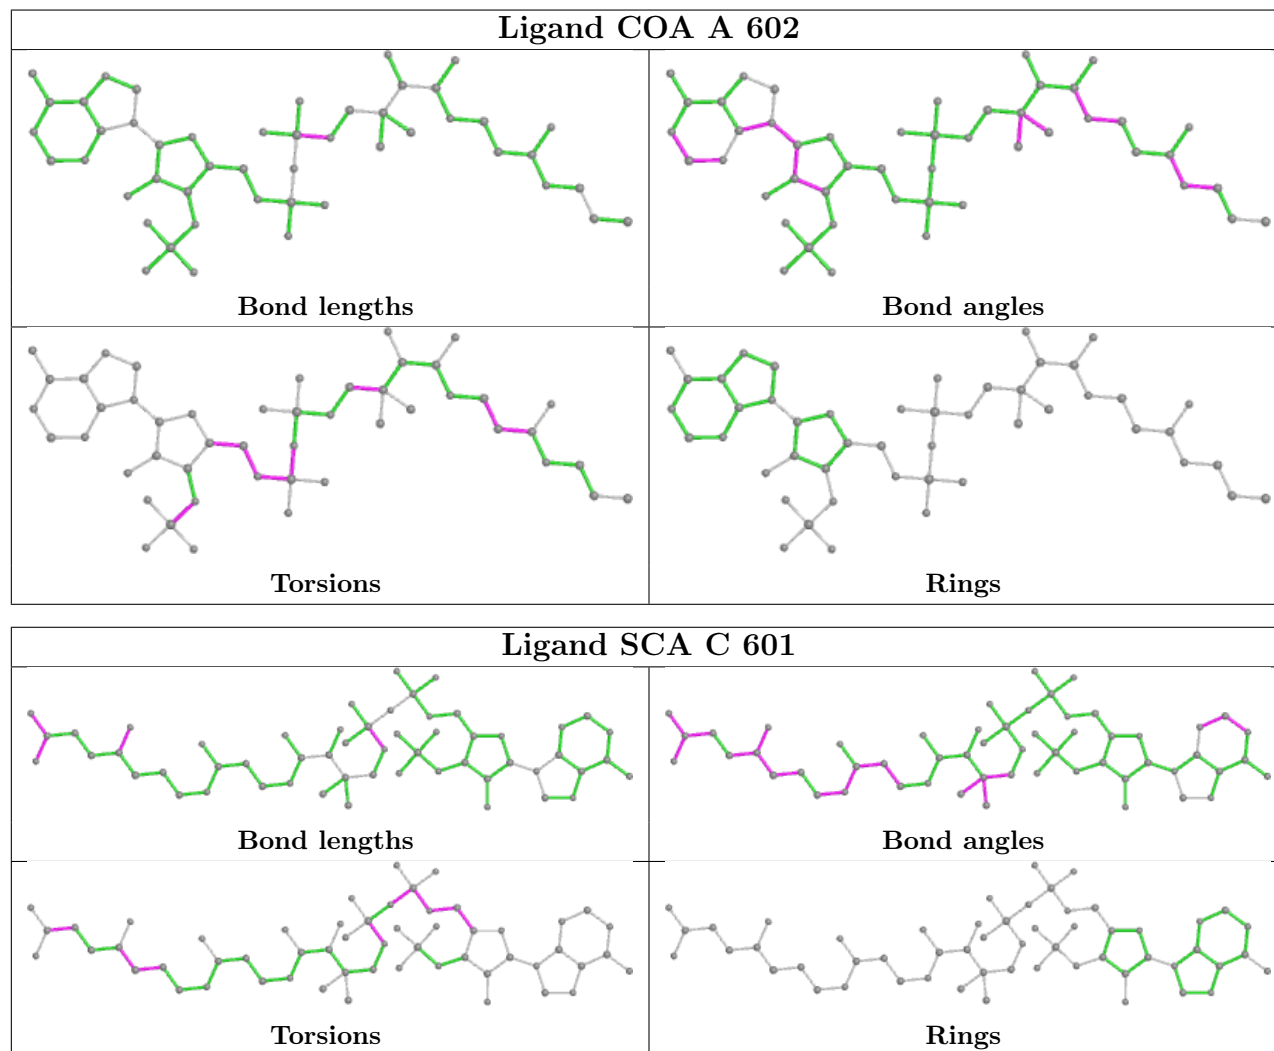 Ligand COA A 602
Bond lengths
Bond angles
Torsions
Rings
Ligand SCA C 601
Bond lengths
Bond angles
Torsions
Rings